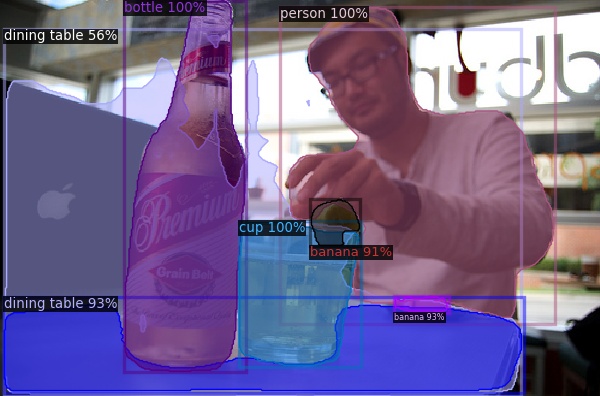 bottle 100%
person 100%
dining table 56%
Premium
Premium
Grain Belt
cup 100%
banana 91%
dining table 93%
banana 93%